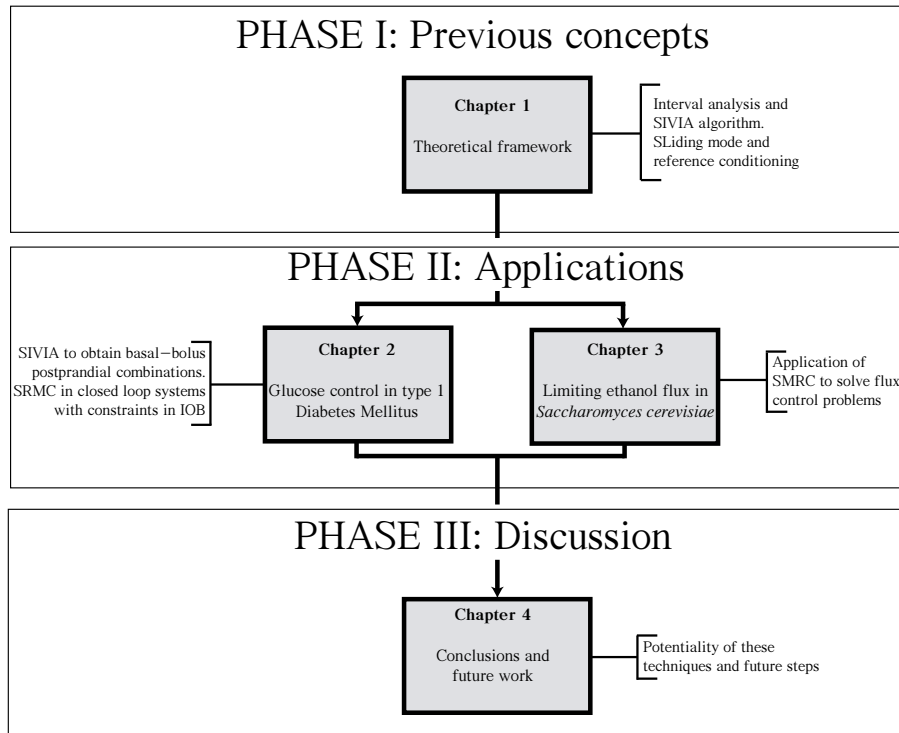 PHASE I: Previous concepts
Chapter 1
Theoretical framework
Interval analysis and
SIVIA algorithm.
SLiding mode and
reference conditioning
PHASE II: Applications
SIVIA to obtain basal−bolus
postprandial combinations.
SRMC in closed loop systems
with constraints in IOB
Chapter 2
Glucose control in type 1
Diabetes Mellitus
Chapter 3
Limiting ethanol flux in
Saccharomyces cerevisiae
Application of
SMRC to solve flux
control problems
PHASE III: Discussion
Chapter 4
Conclusions and
future work
Potentiality of these
techniques and future steps